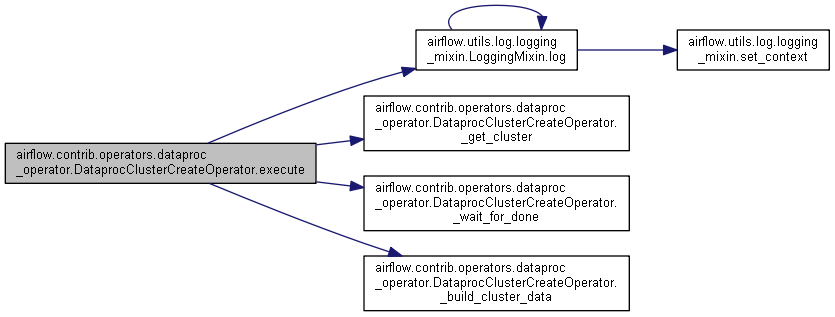 airflow.utils.log.logging
_mixin.LoggingMixin.log
airflow.utils.log.logging
_mixin.set_context
airflow.contrib.operators.dataproc
_operator.DataprocClusterCreateOperator.
_get_cluster
airflow.contrib.operators.dataproc
_operator.DataprocClusterCreateOperator.execute
airflow.contrib.operators.dataproc
_operator.DataprocClusterCreateOperator.
_wait_for_done
airflow.contrib.operators.dataproc
_operator.DataprocClusterCreateOperator.
_build_cluster_data